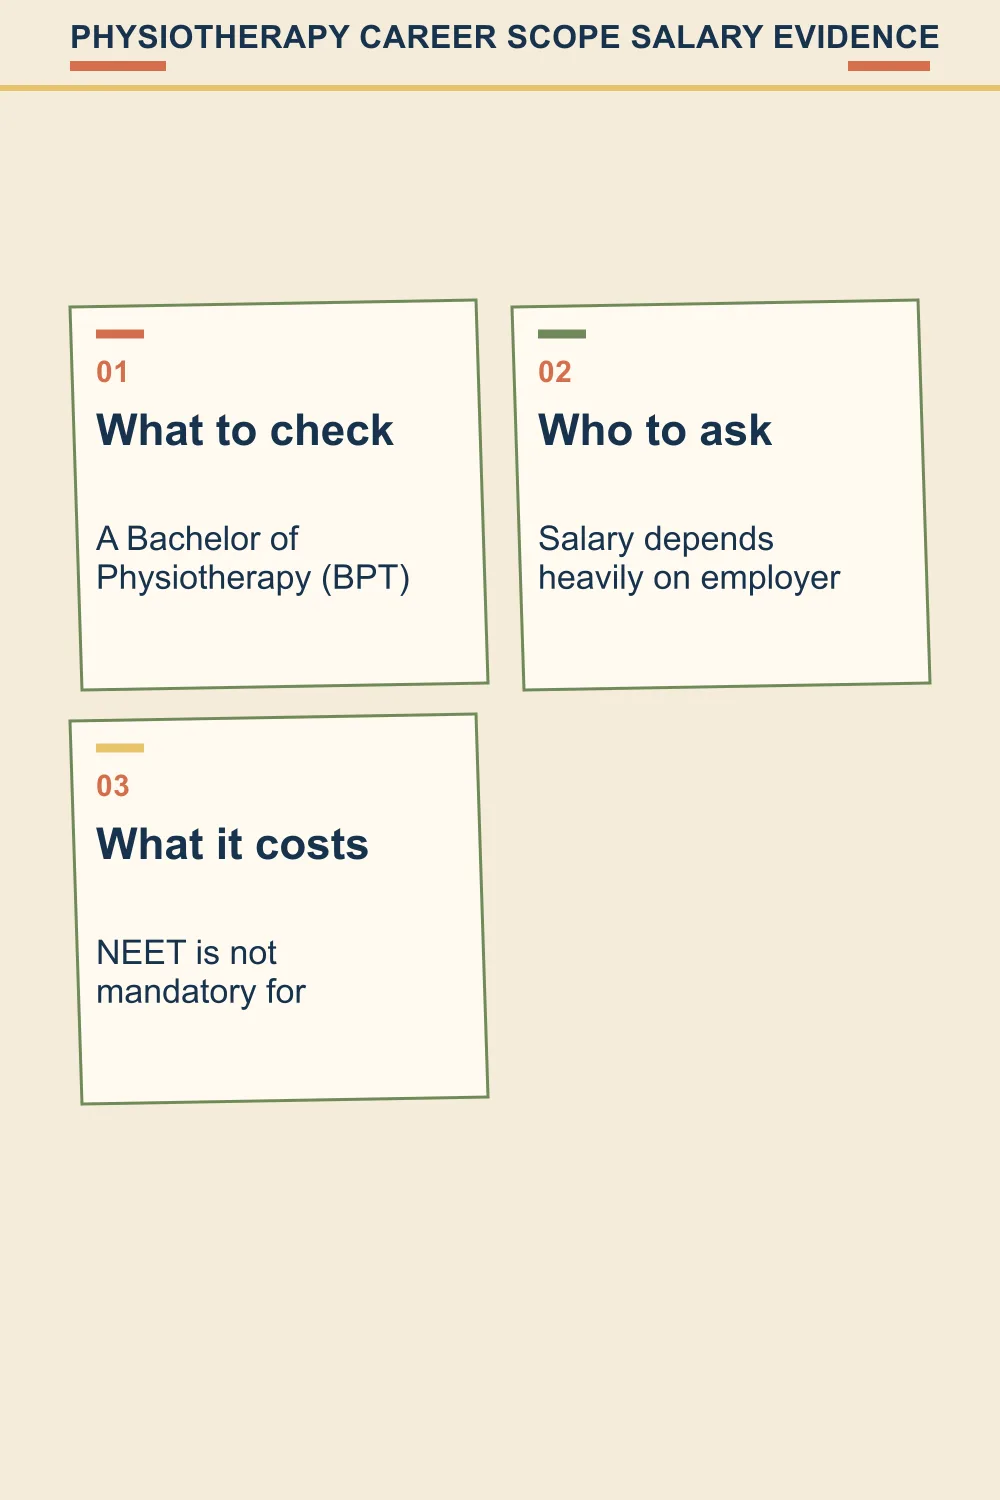 PHYSIOTHERAPY CAREER SCOPE SALARY EVIDENCE
01
What to check
A Bachelor of
Physiotherapy (BPT)
02
Who to ask
Salary depends
heavily on employer
03
What it costs
NEET is not
mandatory for